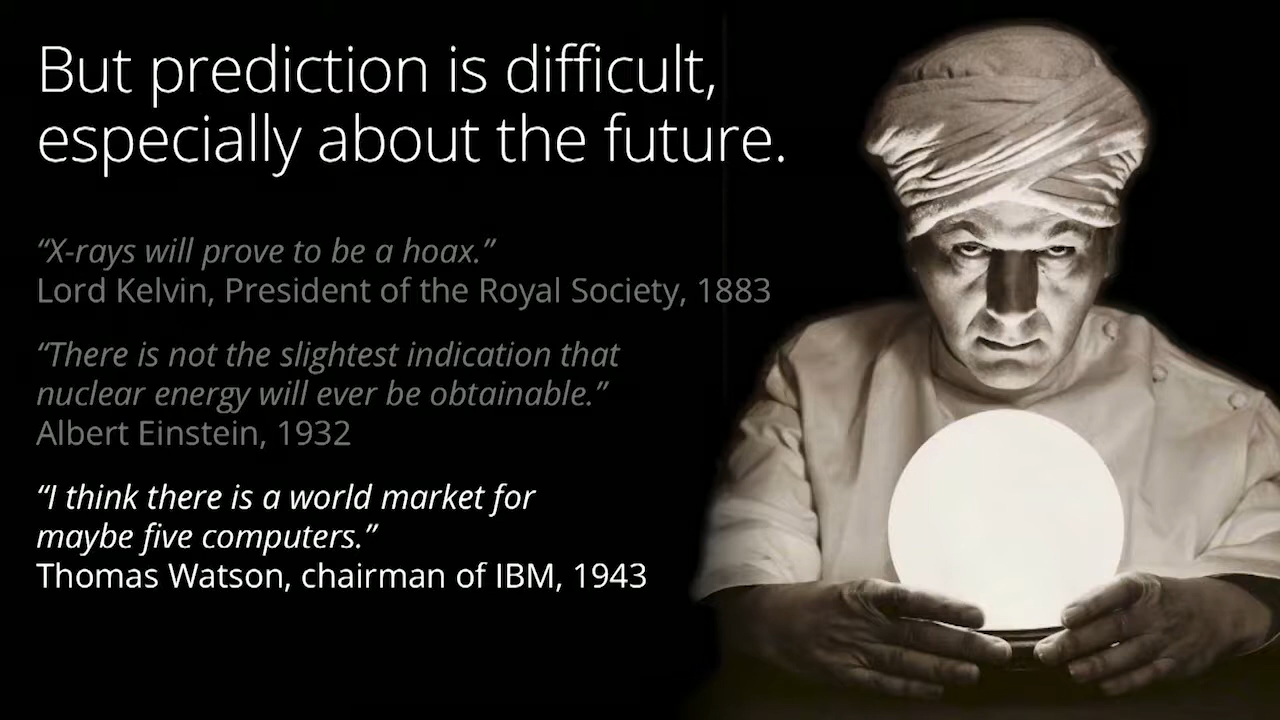 But prediction is difficult,
especially about the future.
“X-rays will prove to be a hoax.”
Lord Kelvin, President of the Royal Society, 1883
“There is not the slightest indication that
nuclear energy will ever be obtainable.”
Albert Einstein, 1932
“I think there is a world market for
maybe five computers.”
Thomas Watson, chairman of IBM, 1943